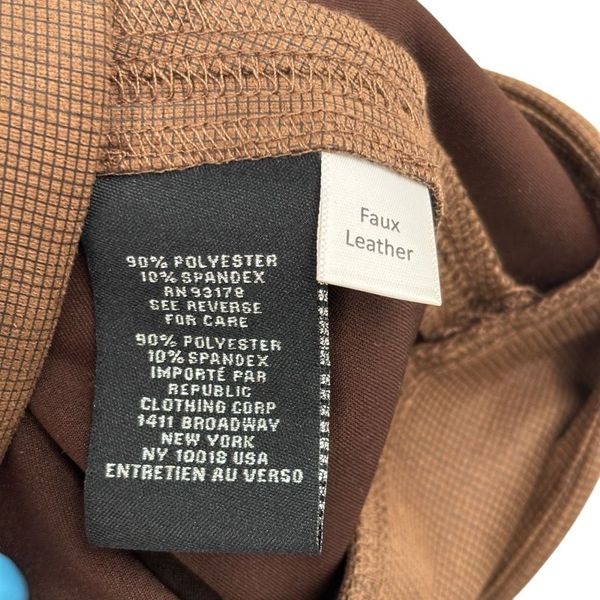 Faux
Leather
90% POLYESTER
10% SPANDEX
RN 93178
SEE REVERSE
FOR CARE
90% POLYESTER
10% SPANDEX
IMPORTÉ PAR
REPUBLIC
CLOTHING CORP
1411 BROADWAY
NEW YORK
NY 10018 USA
ENTRETIEN AU VERSO